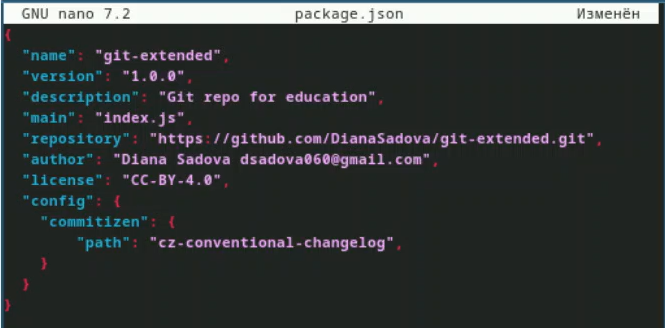 GNU nano 7.2 package.json Изменён
{
"name": "git-extended",
"version": "1.0.0",
"description": "Git repo for education",
"main": "index.js",
"repository": "https://github.com/DianaSadova/git-extended.git",
"author": "Diana Sadova dsadova060@gmail.com",
"license": "CC-BY-4.0",
"config": {
"commitizen": {
"path": "cz-conventional-changelog",
}
}
}